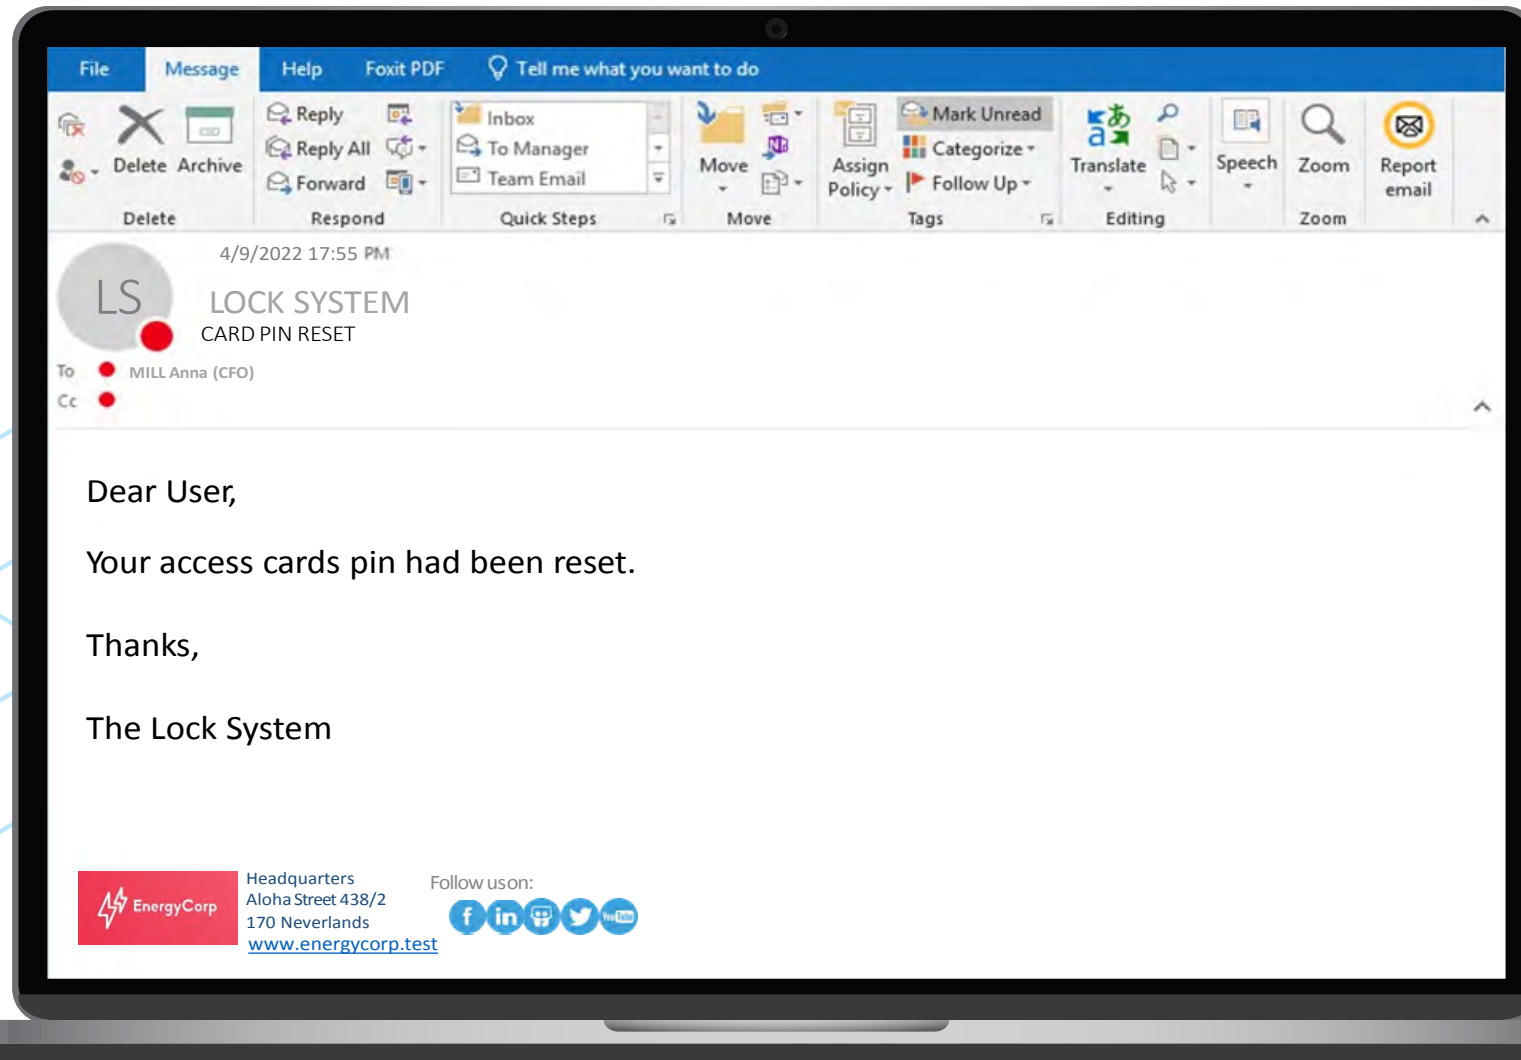 File Message Help Foxit PDF Tell me what you want to do
Delete Archive
Reply
Reply All
Forward
Inbox
To Manager
Team Email
Move
Assign Policy
Mark Unread
Categorize
Follow Up
Translate
Speech
Zoom
Report email
Delete Respond Quick Steps Move Tags Editing Zoom
4/9/2022 17:55 PM
LS
LOCK SYSTEM
CARD PIN RESET
To MILL Anna (CFO)
Cc
Dear User,
Your access cards pin had been reset.
Thanks,
The Lock System
EnergyCorp
Headquarters
Aloha Street 438/2
170 Neverlands
www.energycorp.test
Follow us on:
f in YouTube